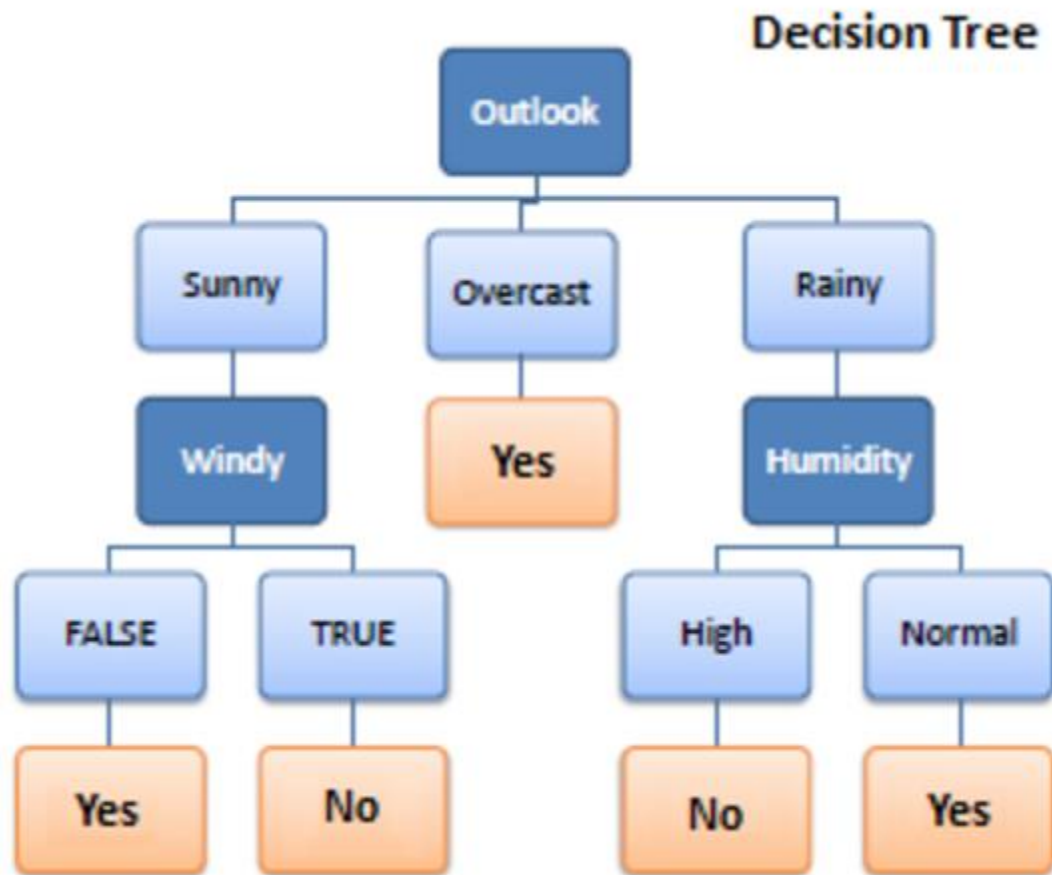 Decision Tree
Outlook
Sunny
Overcast
Rainy
Windy
Yes
Humidity
FALSE
TRUE
High
Normal
Yes
No
No
Yes